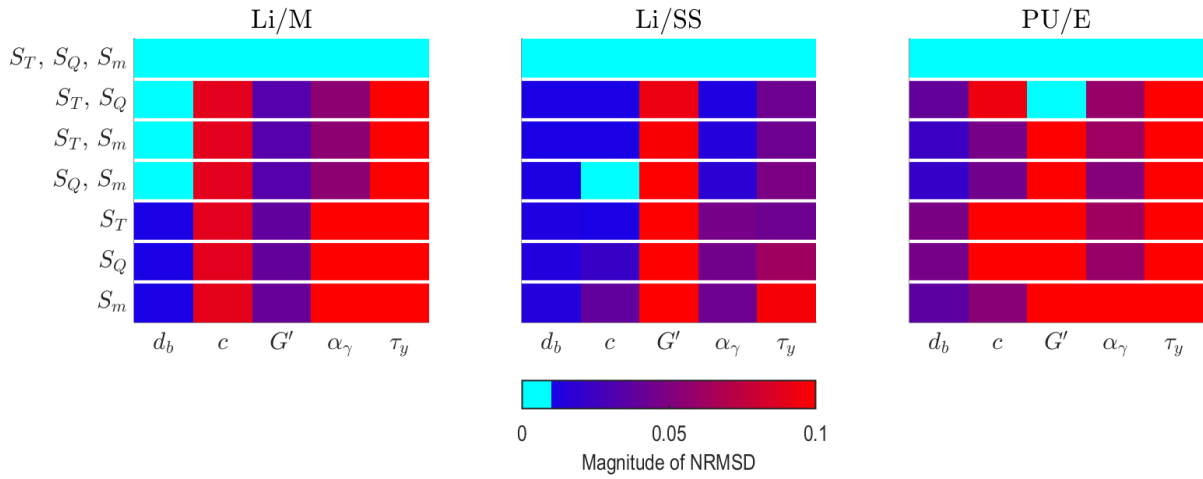 Li/M Li/SS PU/E
S_T, S_Q, S_m
S_T, S_Q
S_T, S_m
S_Q, S_m
S_T
S_Q
S_m
d_b c G′ α_γ τ_y d_b c G′ α_γ τ_y d_b c G′ α_γ τ_y
0 0.05 0.1
Magnitude of NRMSD